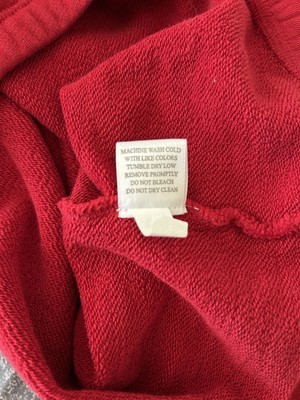 MACHINE WASH COLD
WITH LIKE COLORS
TUMBLE DRY LOW
REMOVE PROMPTLY
DO NOT BLEACH
DO NOT DRY CLEAN